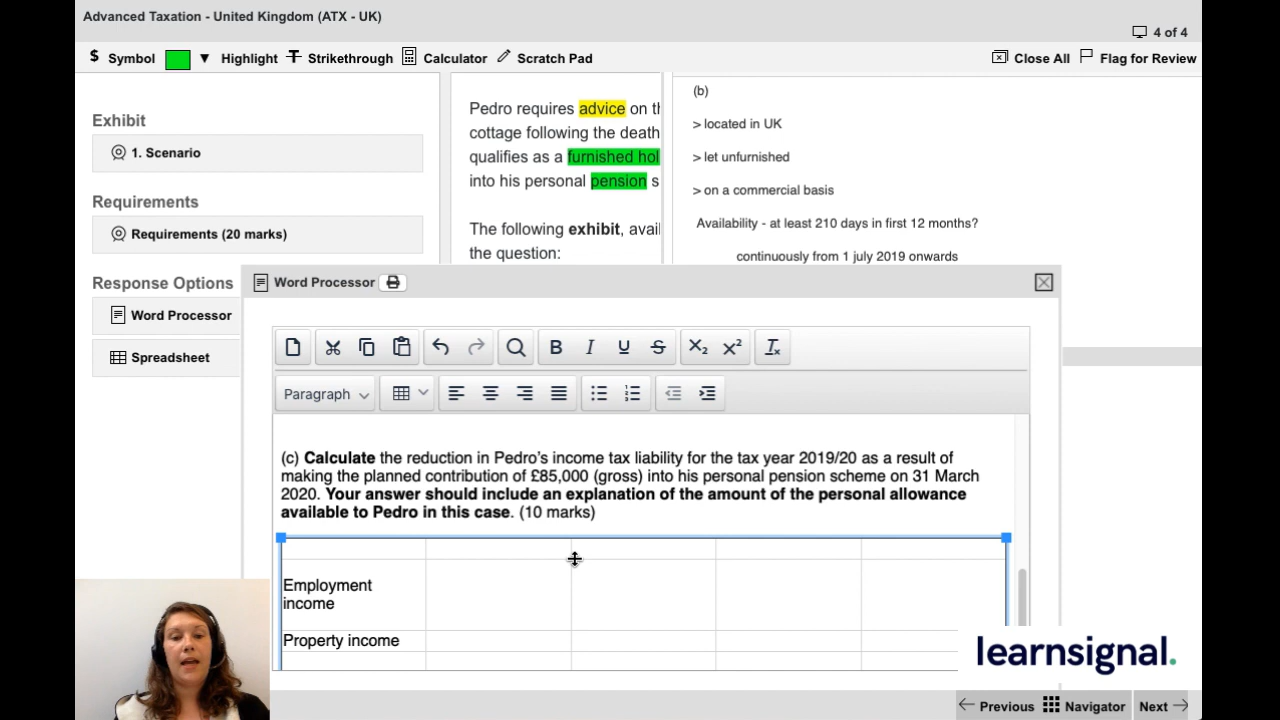 Advanced Taxation - United Kingdom (ATX - UK)
4 of 4
$ Symbol Highlight Strikethrough Calculator Scratch Pad
Close All Flag for Review
Exhibit
1. Scenario
Requirements
Requirements (20 marks)
Response Options
Word Processor
Spreadsheet
Pedro requires advice on
cottage following the death
qualifies as a furnished
into his personal pension
The following exhibit,
the question:
(b)
> located in UK
> let unfurnished
> on a commercial basis
Availability - at least 210 days in first 12 months?
continuously from 1 july 2019 onwards
Word Processor
B I U S X₂ X² Iₓ
Paragraph
(c) Calculate the reduction in Pedro's income tax liability for the tax year 2019/20 as a result of
making the planned contribution of £85,000 (gross) into his personal pension scheme on 31 March
2020. Your answer should include an explanation of the amount of the personal allowance
available to Pedro in this case. (10 marks)
Employment
income
Property income
learnsignal.
Previous Navigator Next